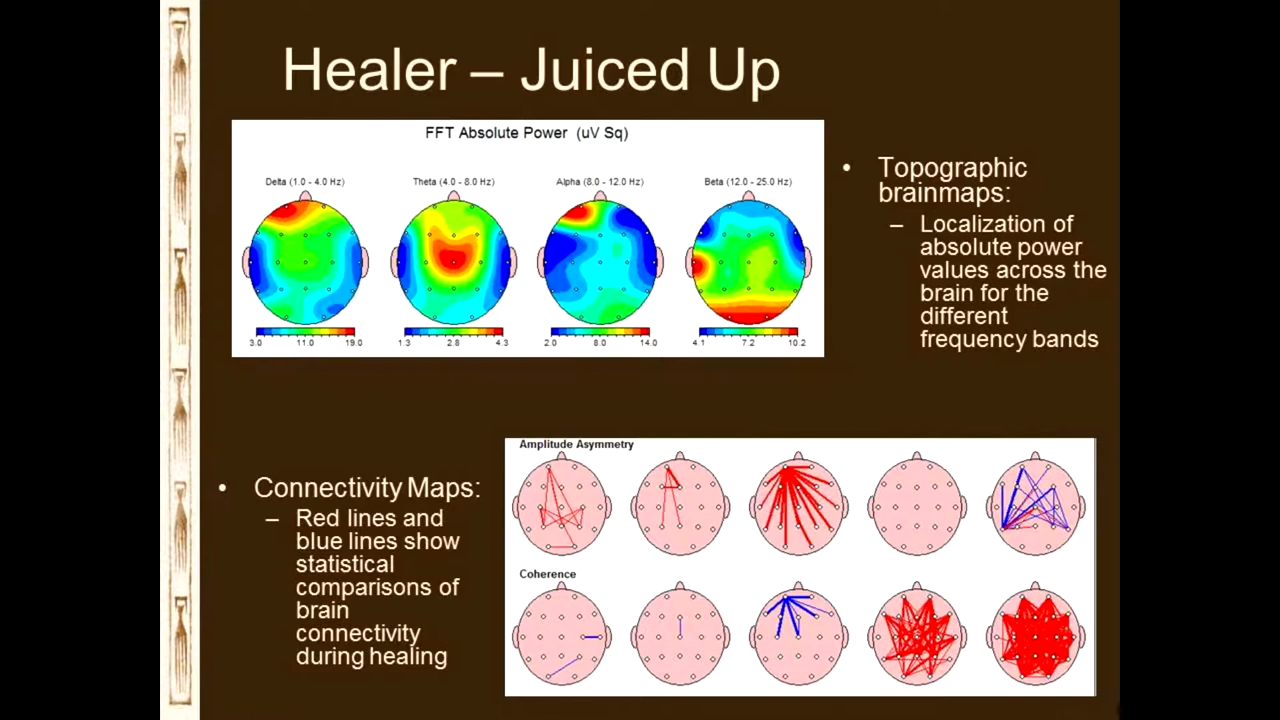 Healer – Juiced Up
FFT Absolute Power (uV Sq)
Delta (1.0 - 4.0 Hz)
Theta (4.0 - 8.0 Hz)
Alpha (8.0 - 12.0 Hz)
Beta (12.0 - 25.0 Hz)
3.0 11.0 19.0
1.3 2.8 4.3
2.0 8.0 14.0
4.1 7.2 10.2
• Topographic
brainmaps:
– Localization of
absolute power
values across the
brain for the
different
frequency bands
• Connectivity Maps:
– Red lines and
blue lines show
statistical
comparisons of
brain
connectivity
during healing
Amplitude Asymmetry
Coherence